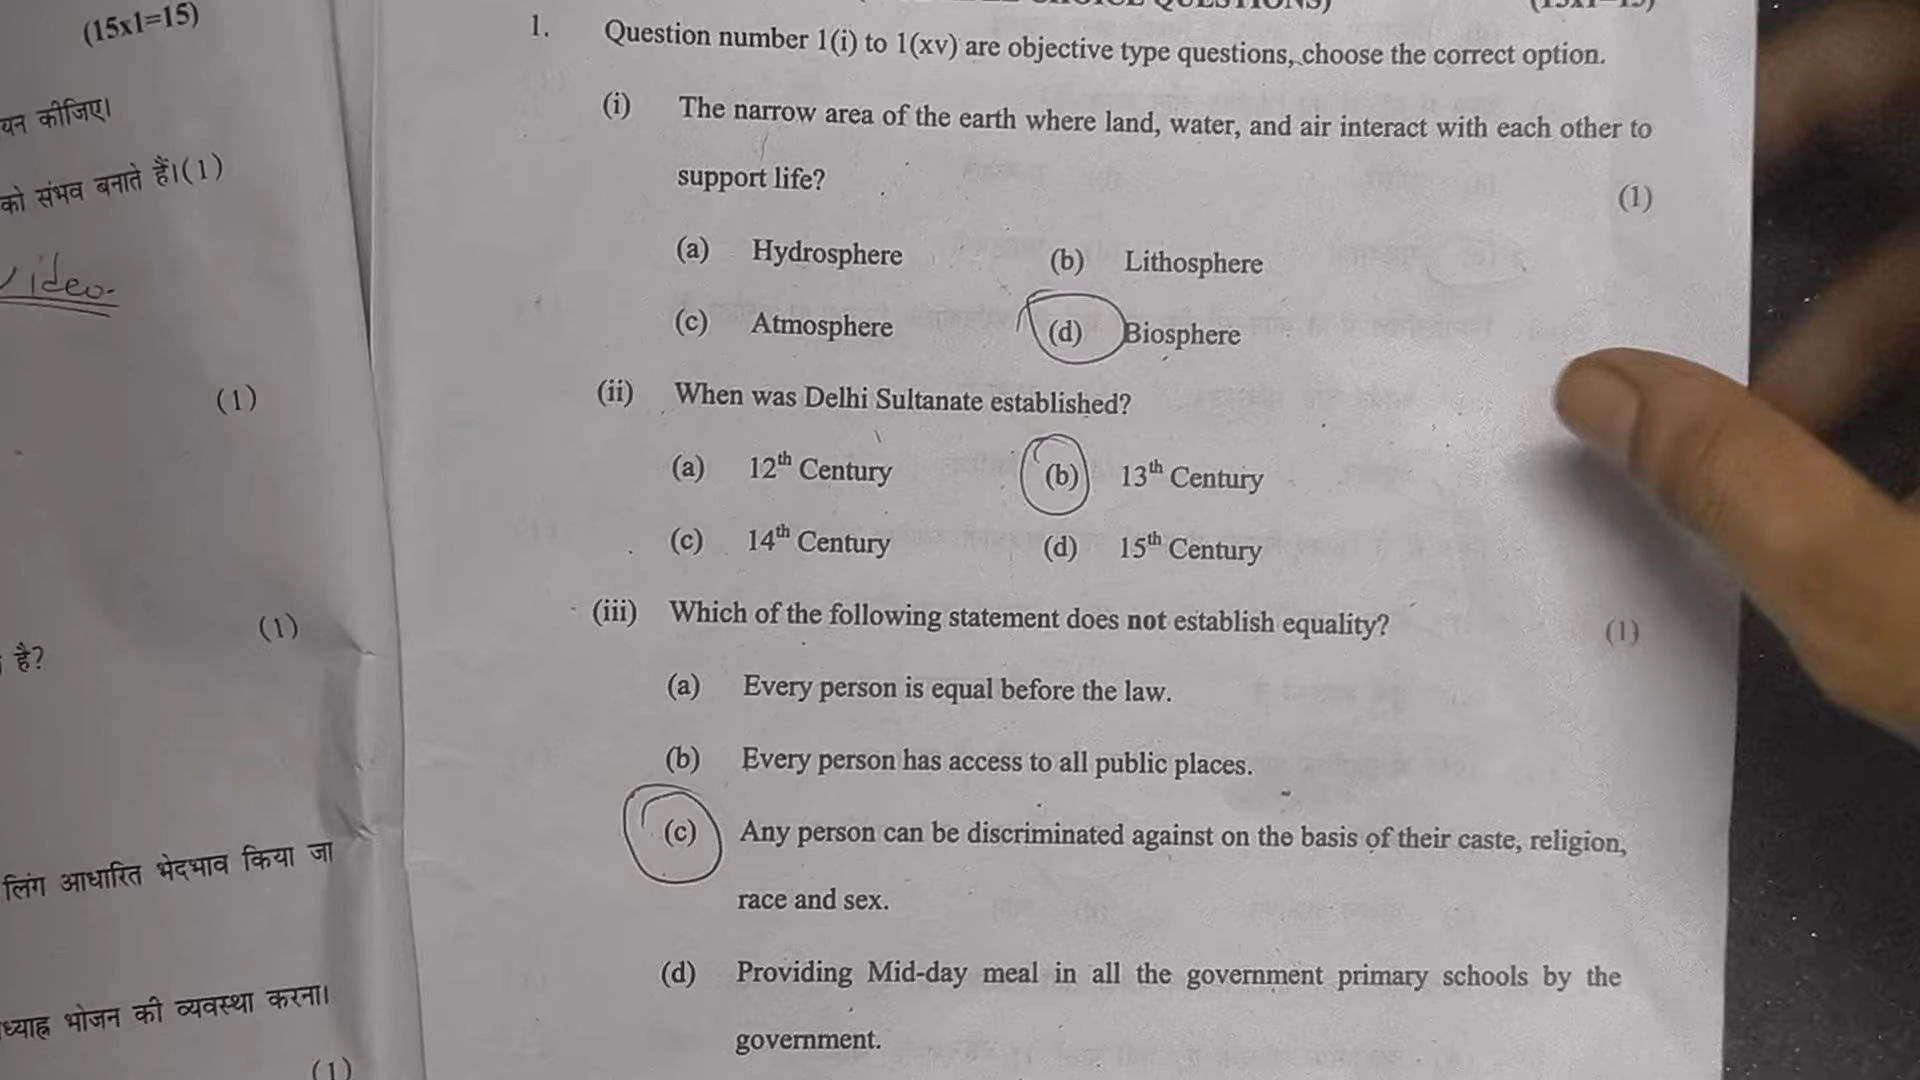 (15x1=15)
यन कीजिए।
को संभव बनाते हैं।(1)
video-
(1)
(1)
है?
लिंग आधारित भेदभाव किया जा
ध्याह्न भोजन की व्यवस्था करना।
(1)
1. Question number 1(i) to 1(xv) are objective type questions, choose the correct option.
(i) The narrow area of the earth where land, water, and air interact with each other to
support life? (1)
(a) Hydrosphere (b) Lithosphere
(c) Atmosphere (d) Biosphere
(ii) When was Delhi Sultanate established?
(a) 12th Century (b) 13th Century
(c) 14th Century (d) 15th Century
(iii) Which of the following statement does not establish equality? (1)
(a) Every person is equal before the law.
(b) Every person has access to all public places.
(c) Any person can be discriminated against on the basis of their caste, religion,
race and sex.
(d) Providing Mid-day meal in all the government primary schools by the
government.